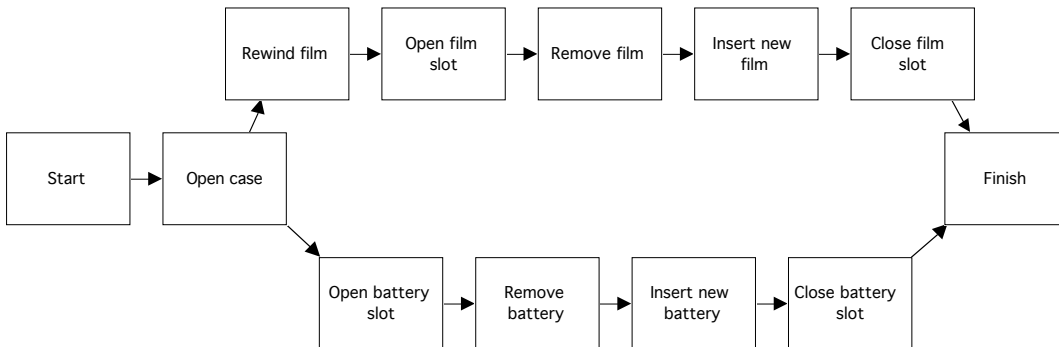 Rewind film
Open film
slot
Remove film
Insert new
film
Close film
slot
Start
Open case
Finish
Open battery
slot
Remove
battery
Insert new
battery
Close battery
slot